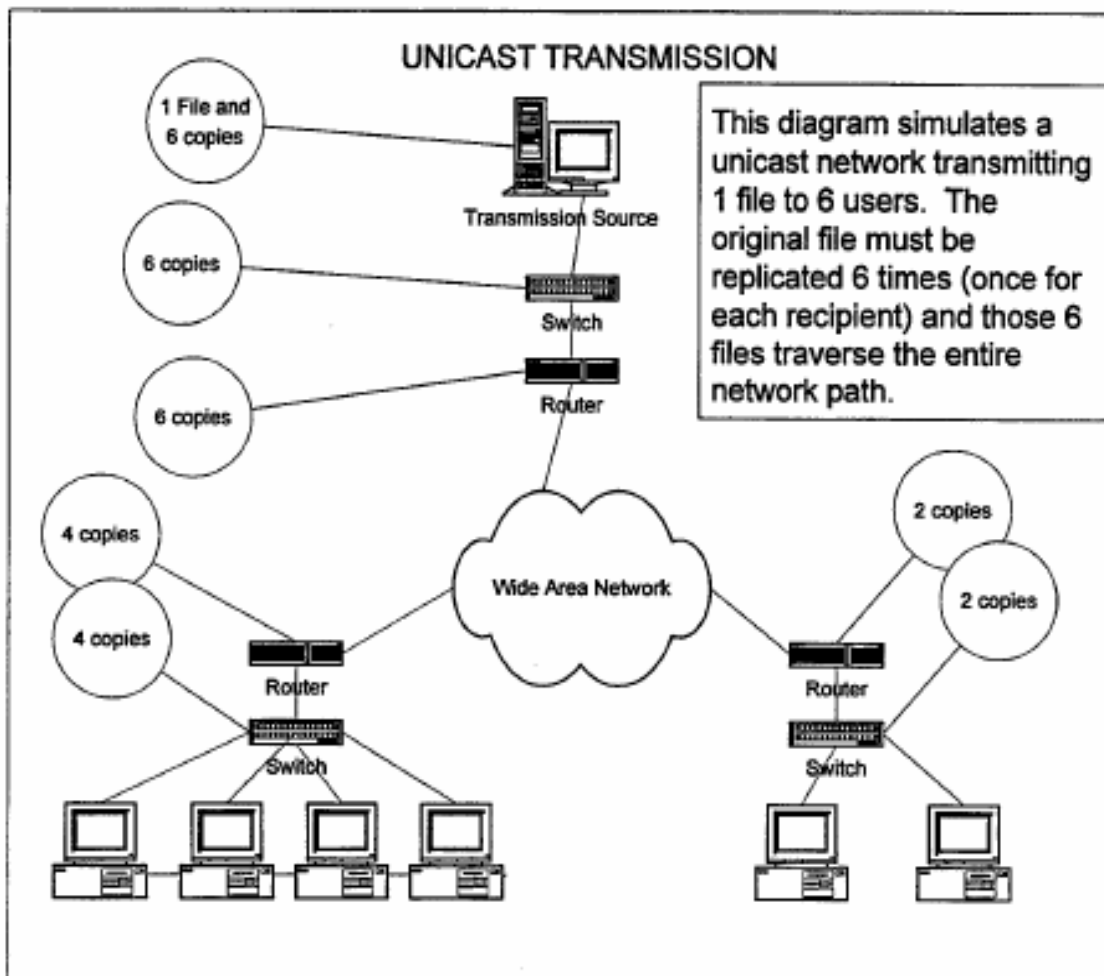 UNICAST TRANSMISSION
1 File and
6 copies
This diagram simulates a
unicast network transmitting
1 file to 6 users. The
original file must be
replicated 6 times (once for
each recipient) and those 6
files traverse the entire
network path.
Transmission Source
6 copies
Switch
6 copies
Router
4 copies
2 copies
Wide Area Network
4 copies
2 copies
Router
Router
Switch
Switch